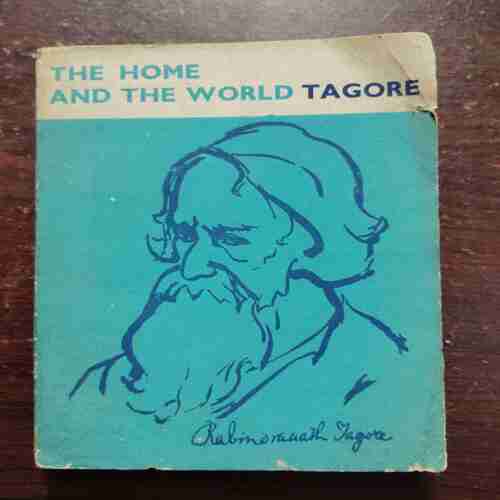 THE HOME
AND THE WORLD TAGORE
Rabindranath Tagore